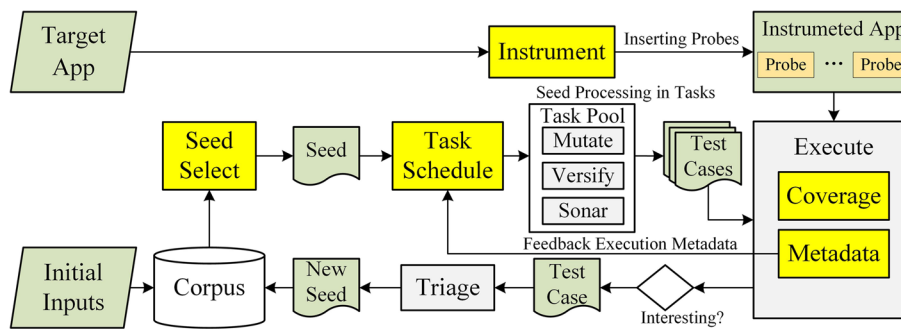 Target
App
Instrument
Inserting Probes
Instrumeted App
Probe ... Probe
Seed Processing in Tasks
Seed
Select
Seed
Task
Schedule
Task Pool
Mutate
Versify
Sonar
Test
Cases
Execute
Coverage
Metadata
Feedback Execution Metadata
Initial
Inputs
Corpus
New
Seed
Triage
Test
Case
Interesting?